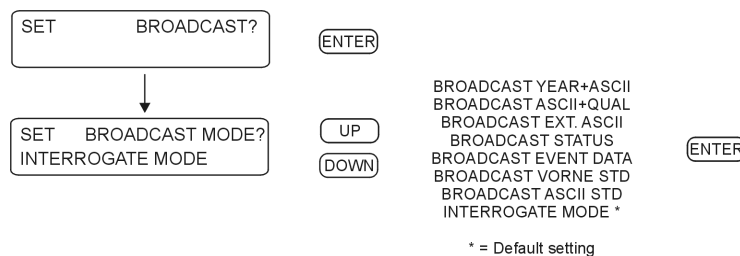 SET BROADCAST?
ENTER
SET BROADCAST MODE?
INTERROGATE MODE
UP
DOWN
BROADCAST YEAR+ASCII
BROADCAST ASCII+QUAL
BROADCAST EXT. ASCII
BROADCAST STATUS
BROADCAST EVENT DATA
BROADCAST VORNE STD
BROADCAST ASCII STD
INTERROGATE MODE *
* = Default setting
ENTER